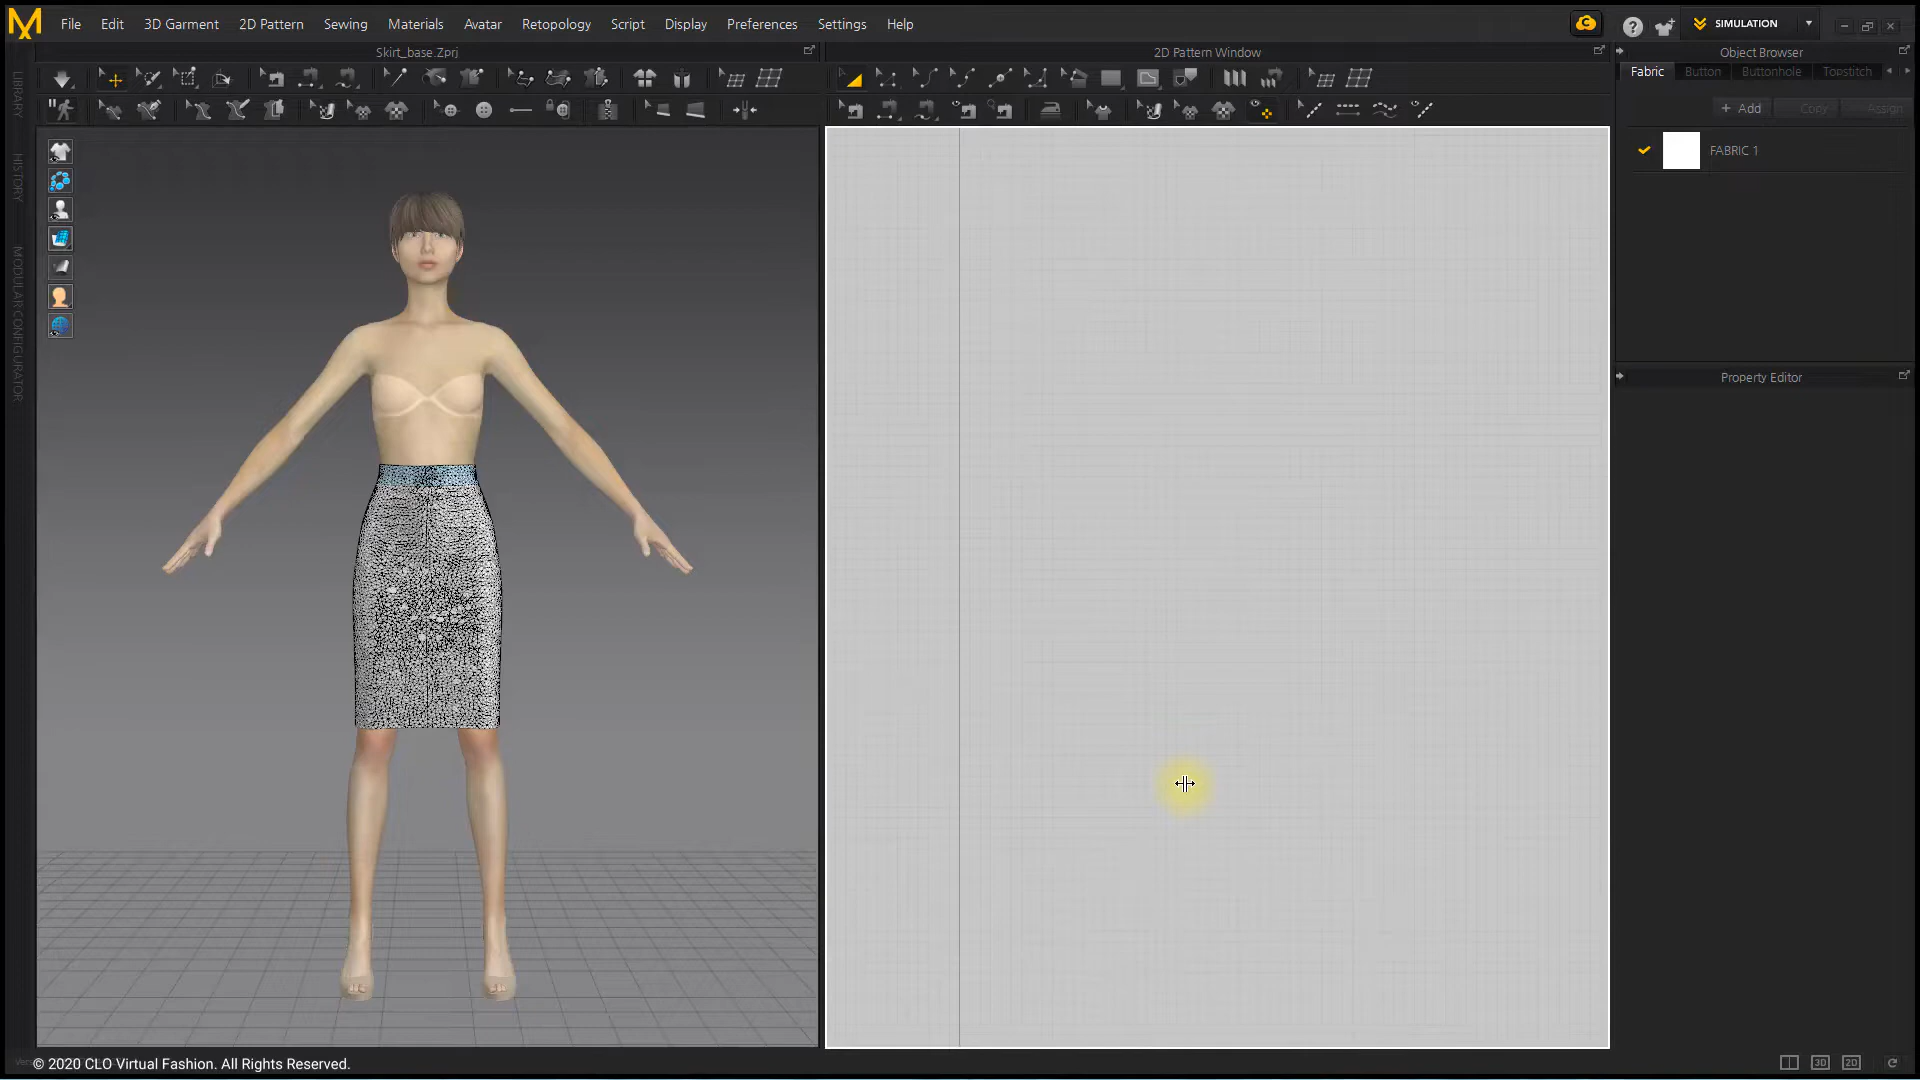 File Edit 3D Garment 2D Pattern Sewing Materials Avatar Retopology Script Display Preferences Settings Help
SIMULATION
Skirt_base.Zprj
2D Pattern Window
Object Browser
Fabric Button Buttonhole Topstitch
+ Add Copy Assign
FABRIC 1
Property Editor
LIBRARY
HISTORY
MODULAR CONFIGURATOR
© 2020 CLO Virtual Fashion. All Rights Reserved.
3D 2D